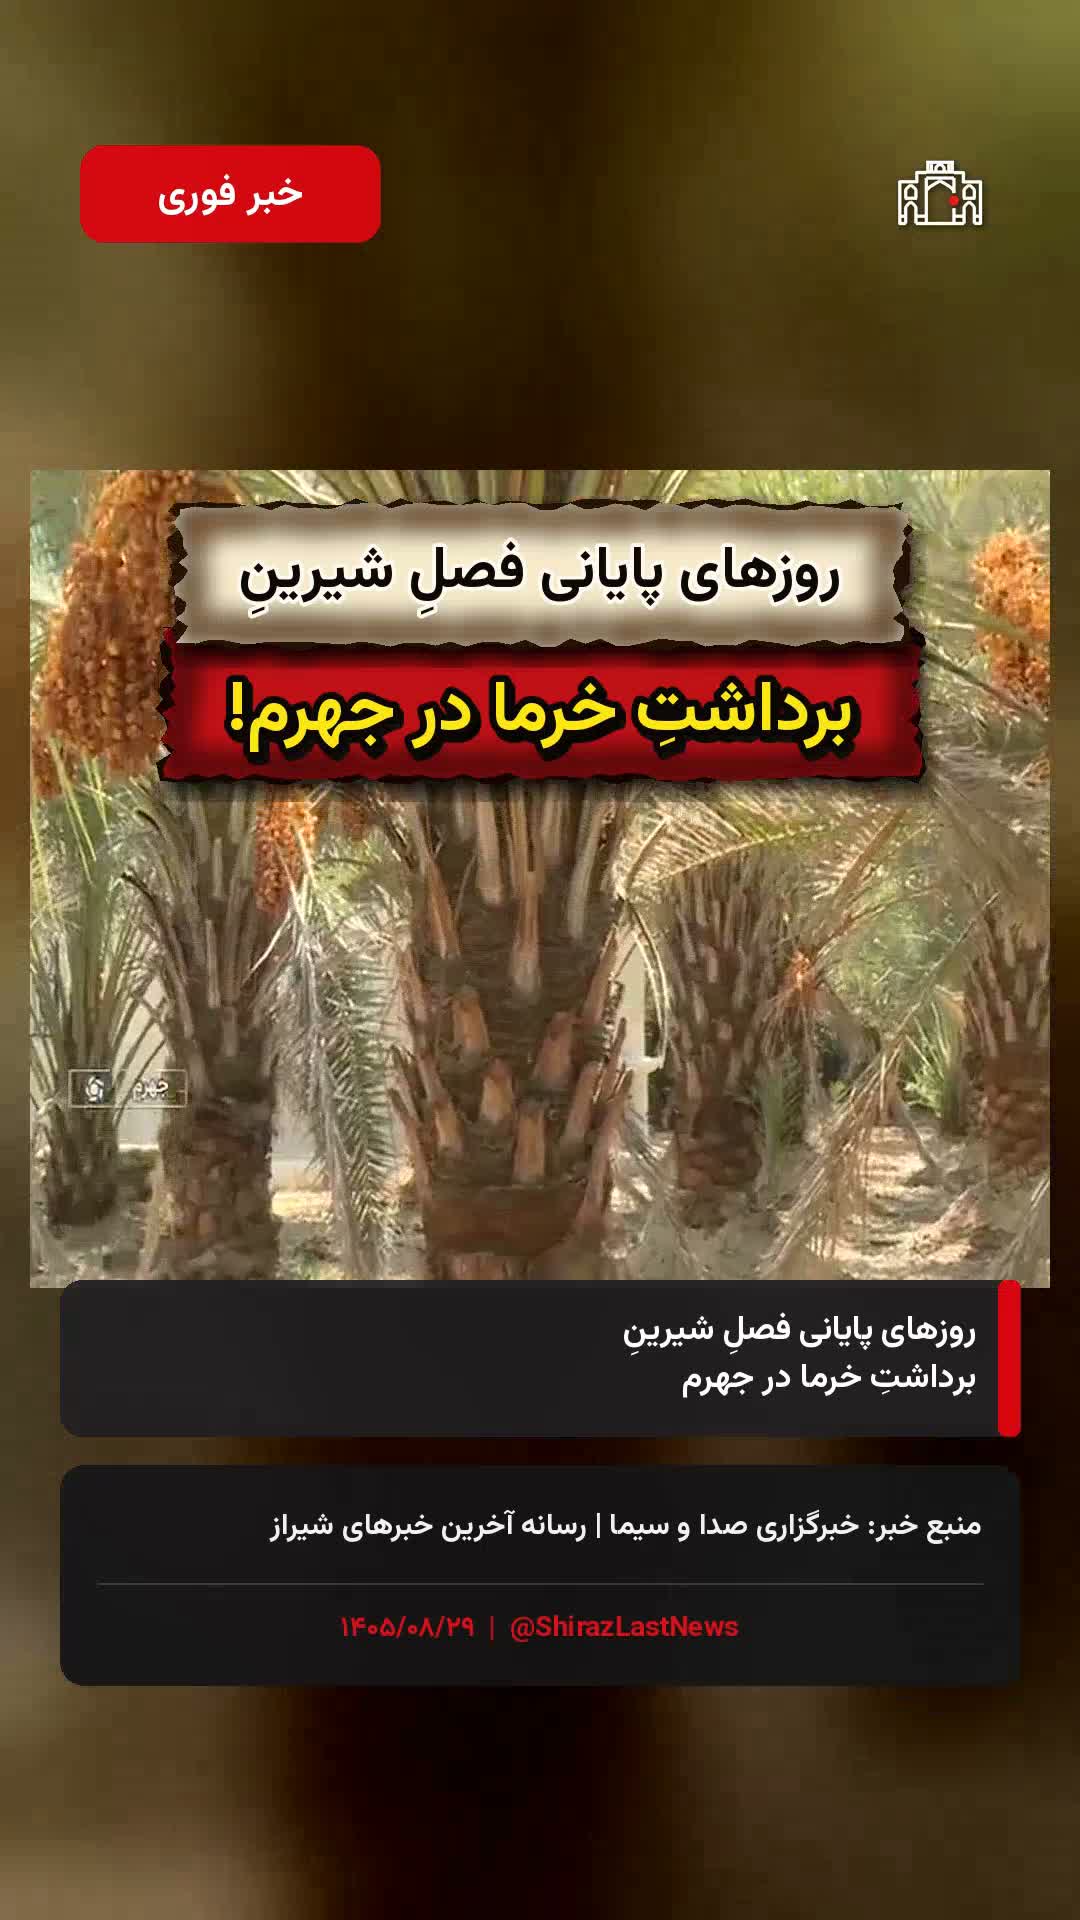 خبر فوری
روزهای پایانی فصلِ شیرینِ
برداشتِ خرما در جهرم!
جهرم
روزهای پایانی فصلِ شیرینِ
برداشتِ خرما در جهرم
منبع خبر: خبرگزاری صدا و سیما | رسانه آخرین خبرهای شیراز
۱۴۰۵/۰۸/۲۹ | @ShirazLastNews